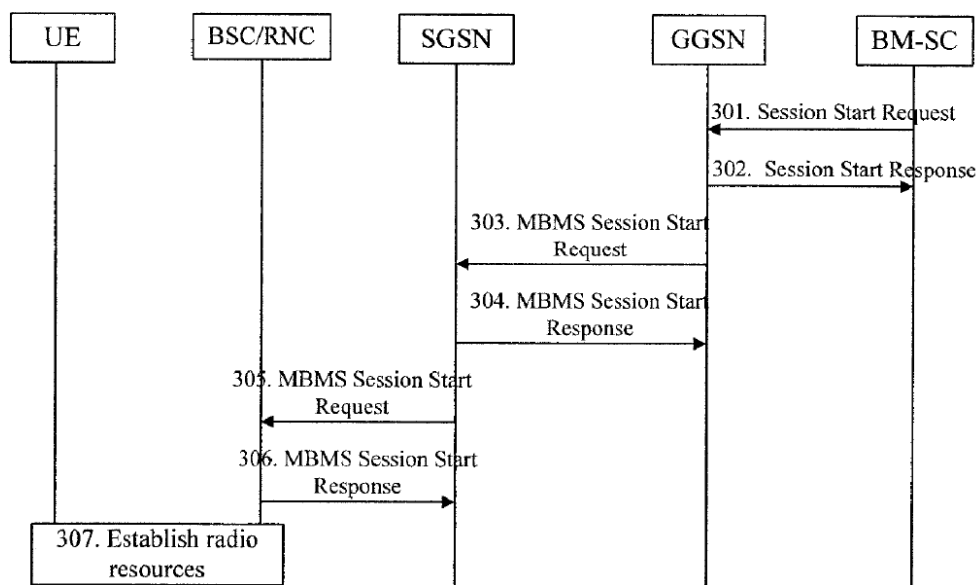 UE
BSC/RNC
SGSN
GGSN
BM-SC
301. Session Start Request
302. Session Start Response
303. MBMS Session Start
Request
304. MBMS Session Start
Response
305. MBMS Session Start
Request
306. MBMS Session Start
Response
307. Establish radio
resources